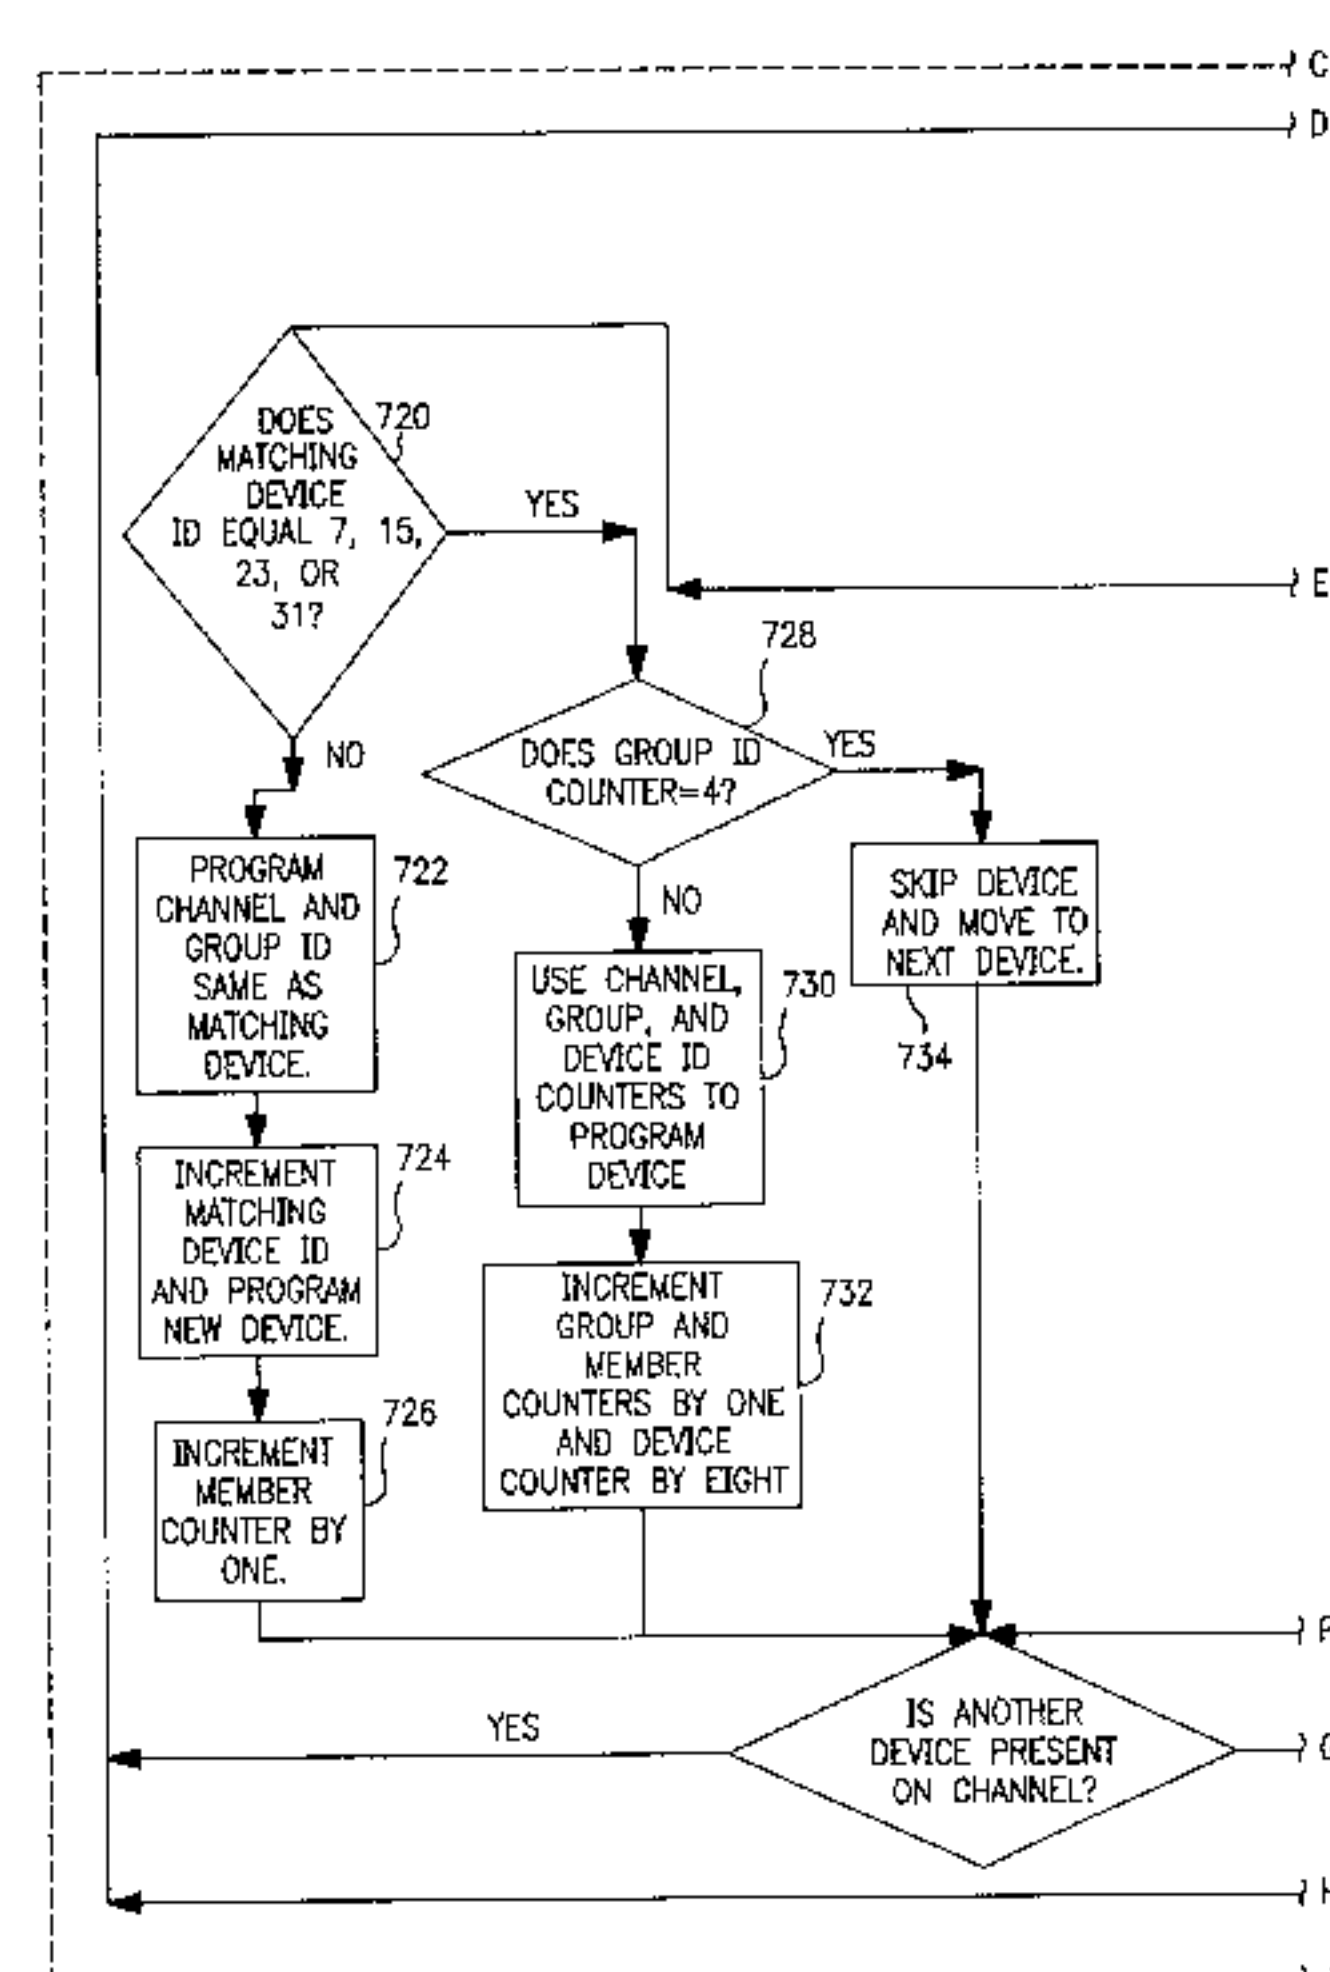 C
D
DOES
MATCHING
DEVICE
ID EQUAL 7, 15,
23, OR
31?
720
YES
E
728
NO
DOES GROUP ID
COUNTER=4?
YES
PROGRAM
CHANNEL AND
GROUP ID
SAME AS
MATCHING
DEVICE.
722
NO
SKIP DEVICE
AND MOVE TO
NEXT DEVICE.
734
USE CHANNEL,
GROUP, AND
DEVICE ID
COUNTERS TO
PROGRAM
DEVICE
730
INCREMENT
MATCHING
DEVICE ID
AND PROGRAM
NEW DEVICE.
724
INCREMENT
GROUP AND
MEMBER
COUNTERS BY ONE
AND DEVICE
COUNTER BY EIGHT
732
INCREMENT
MEMBER
COUNTER BY
ONE.
726
YES
IS ANOTHER
DEVICE PRESENT
ON CHANNEL?